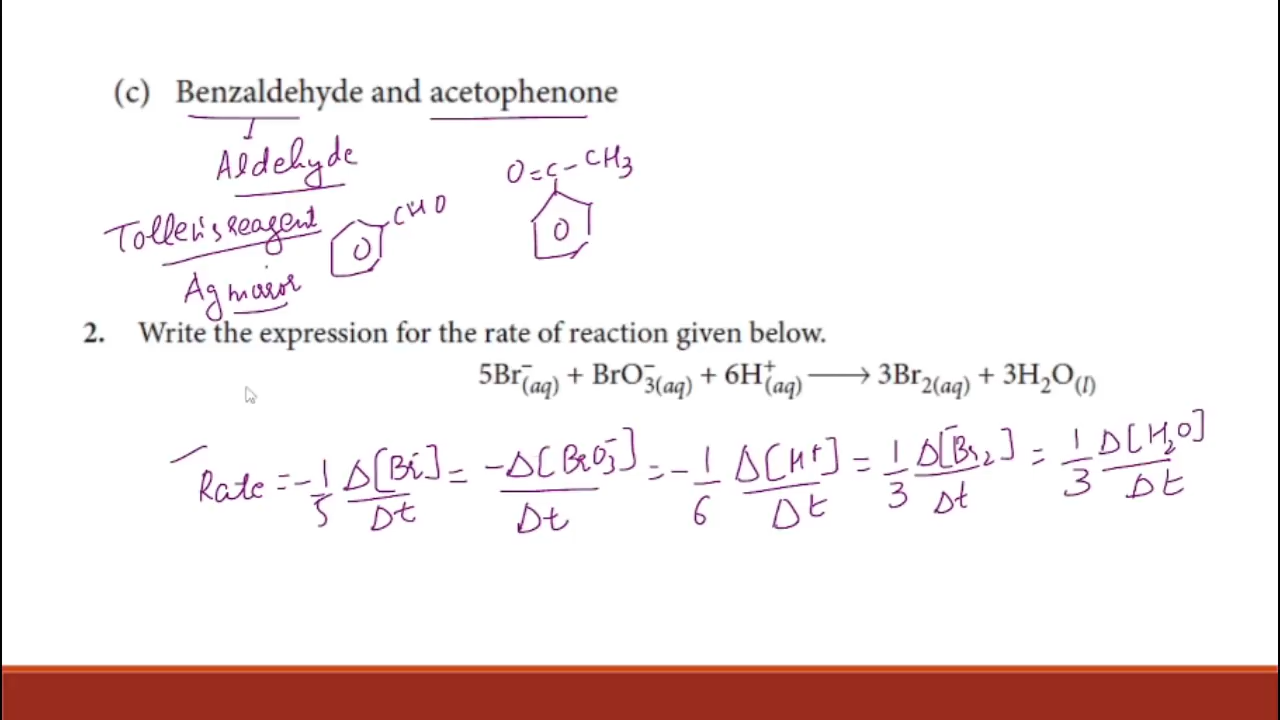 (c) Benzaldehyde and acetophenone
Aldehyde
O=C-CH3
Tollen's reagent
CHO
O
O
Ag miror
2. Write the expression for the rate of reaction given below.
5Br⁻(aq) + BrO₃⁻(aq) + 6H⁺(aq) ⟶ 3Br₂(aq) + 3H₂O(l)
Rate = -1/5 Δ[Br⁻]/Δt = -Δ[BrO₃⁻]/Δt = -1/6 Δ[H⁺]/Δt = 1/3 Δ[Br₂]/Δt = 1/3 Δ[H₂O]/Δt